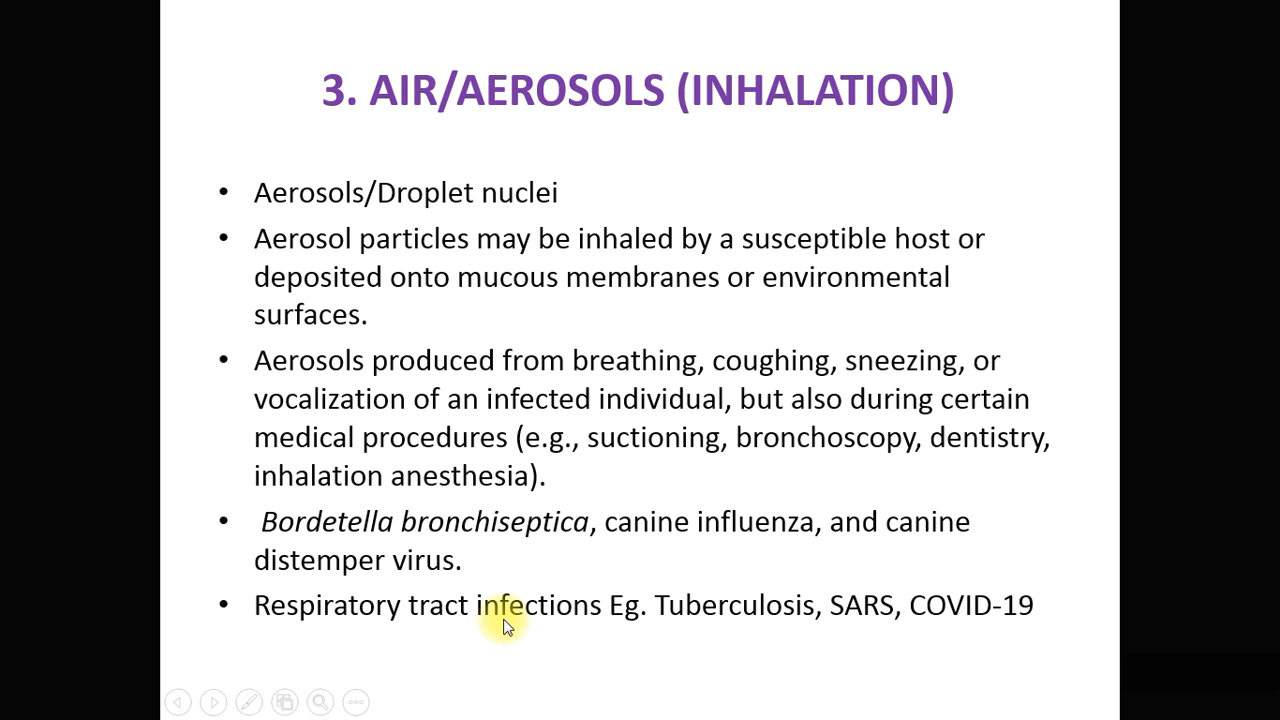 3. AIR/AEROSOLS (INHALATION)
• Aerosols/Droplet nuclei
• Aerosol particles may be inhaled by a susceptible host or
deposited onto mucous membranes or environmental
surfaces.
• Aerosols produced from breathing, coughing, sneezing, or
vocalization of an infected individual, but also during certain
medical procedures (e.g., suctioning, bronchoscopy, dentistry,
inhalation anesthesia).
• Bordetella bronchiseptica, canine influenza, and canine
distemper virus.
• Respiratory tract infections Eg. Tuberculosis, SARS, COVID-19